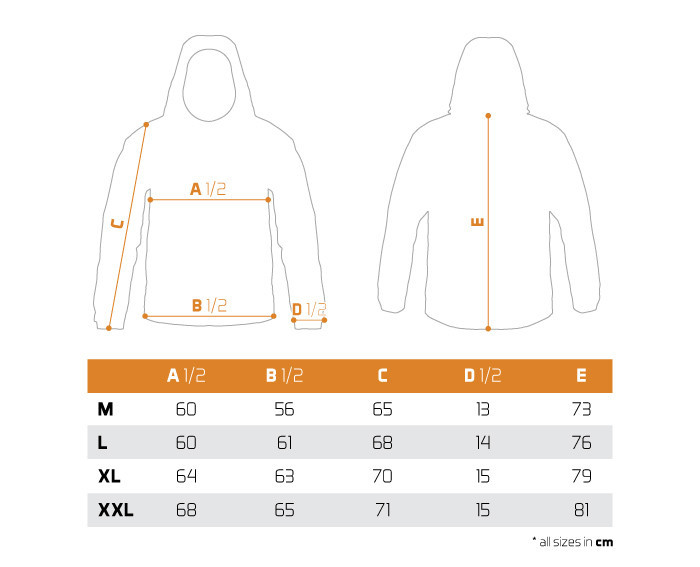 A 1/2
C
E
B 1/2
D 1/2
A 1/2 B 1/2 C D 1/2 E
M 60 56 65 13 73
L 60 61 68 14 76
XL 64 63 70 15 79
XXL 68 65 71 15 81
* all sizes in cm